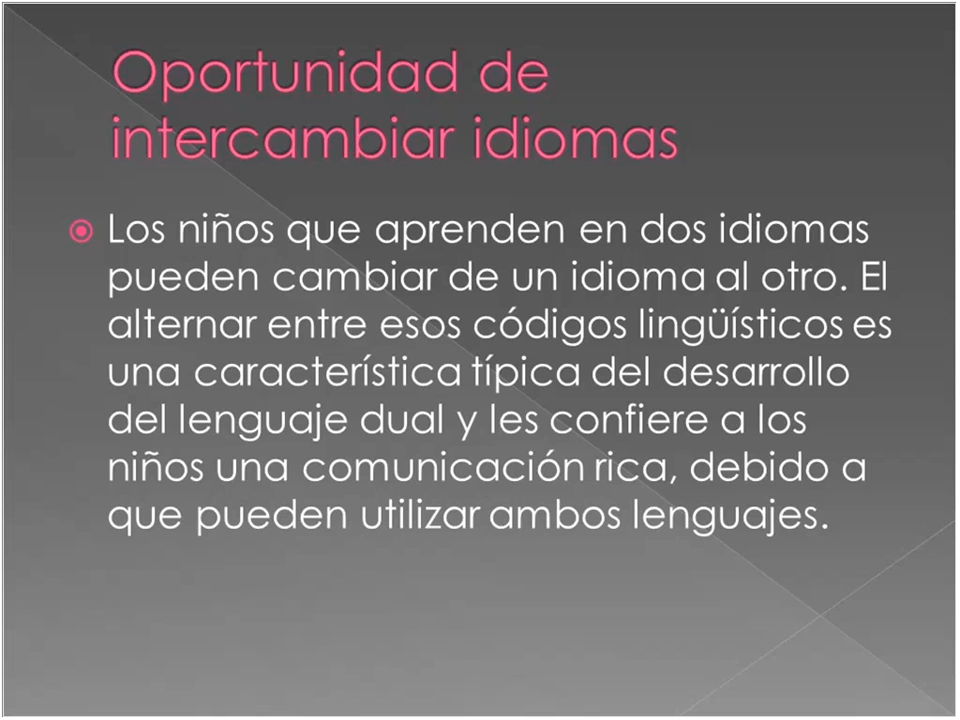 Oportunidad de
intercambiar idiomas
Los niños que aprenden en dos idiomas
pueden cambiar de un idioma al otro. El
alternar entre esos códigos lingüísticos es
una característica típica del desarrollo
del lenguaje dual y les confiere a los
niños una comunicación rica, debido a
que pueden utilizar ambos lenguajes.